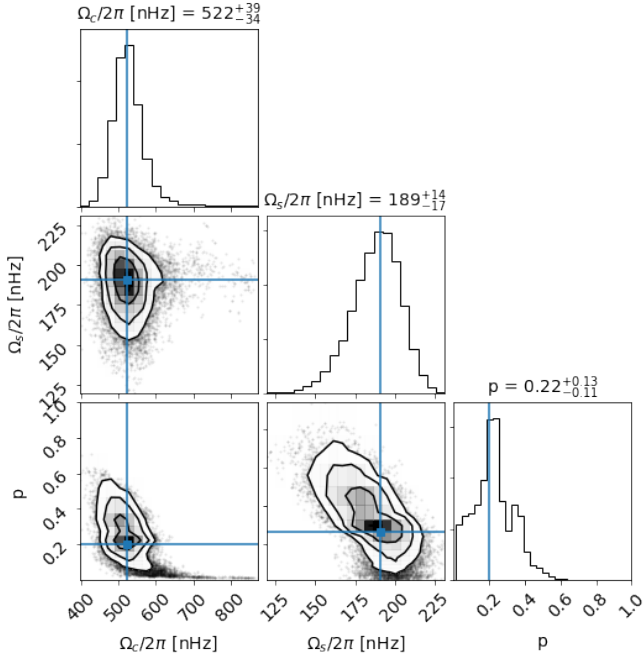 Ω_c/2π [nHz] = 522^{+39}_{-34}
Ω_s/2π [nHz] = 189^{+14}_{-17}
Ω_s/2π [nHz]
225
200
175
150
125
p = 0.22^{+0.13}_{-0.11}
p
1.0
0.8
0.6
0.4
0.2
400 500 600 700 800
125 150 175 200
0.2 0.4 0.6 0.8 1.0
Ω_c/2π [nHz]
Ω_s/2π [nHz]
p